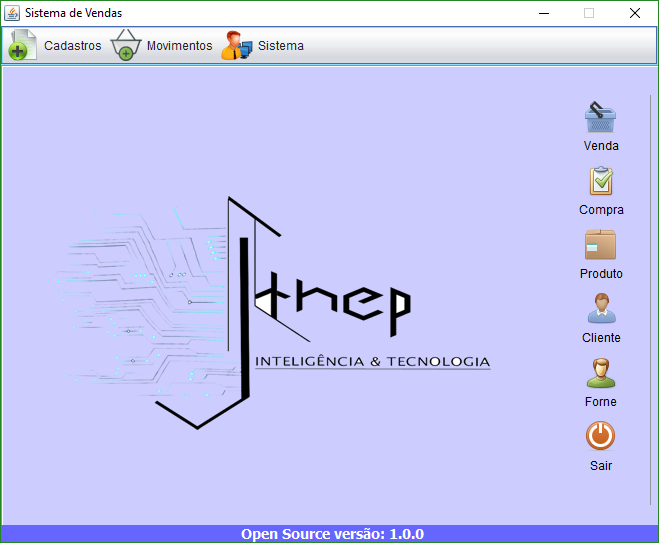 Sistema de Vendas
Cadastros Movimentos Sistema
Venda
Compra
Produto
Cliente
Forne
Sair
INTELIGÊNCIA & TECNOLOGIA
Open Source versão: 1.0.0